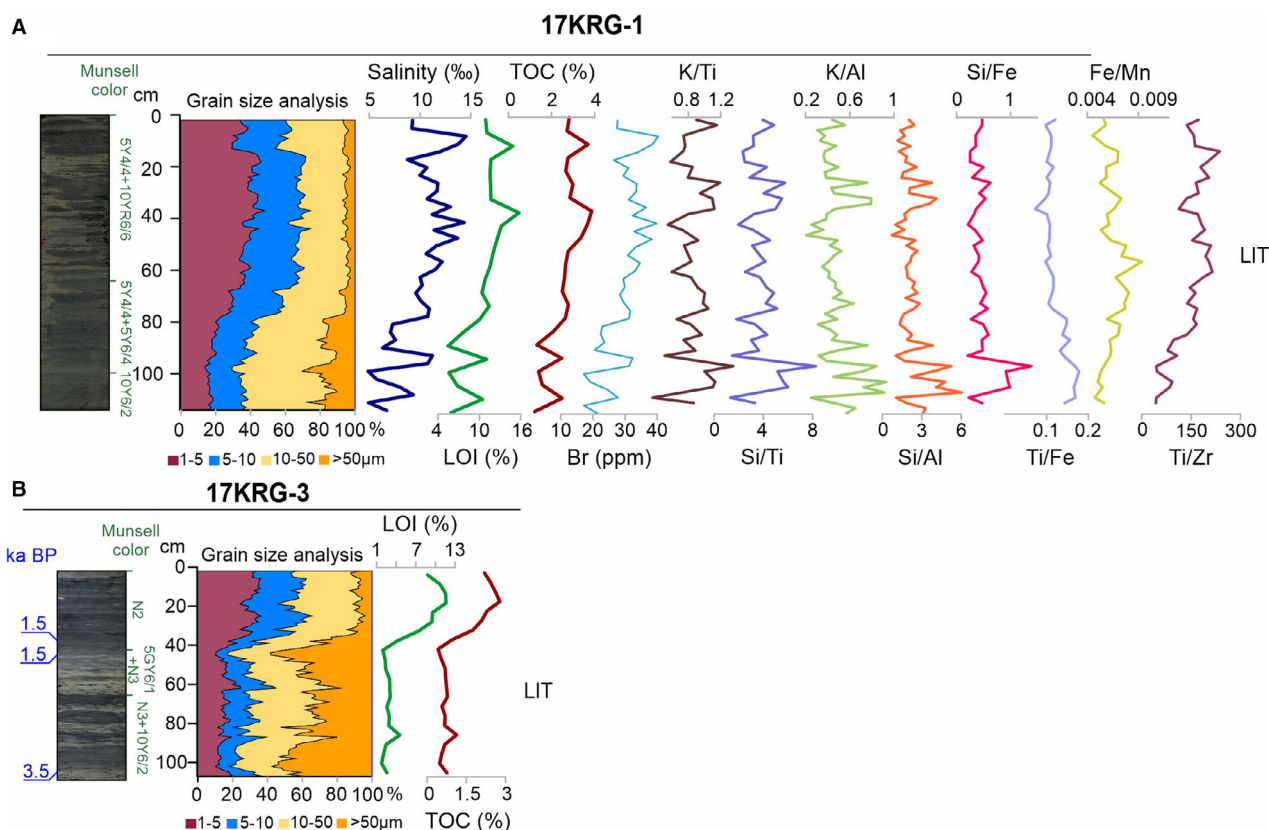 A
17KRG-1
Munsell
color
cm
Grain size analysis
Salinity (‰)
TOC (%)
K/Ti
K/Al
Si/Fe
Fe/Mn
5 10 15
0 2 4
0.8 1.2
0.2 0.6 1
0 1
0.004 0.009
0
20
40
60
80
100
5Y4/4-10YR6/6
5Y4/4+5Y6/4
10Y6/2
LIT
0 20 40 60 80 100 %
4 10 16
10 20 30 40
0 4 8
0 3 6
0.1 0.2
0 150 300
1-5 5-10 10-50 >50µm
LOI (%)
Br (ppm)
Si/Ti
Si/Al
Ti/Fe
Ti/Zr
B
17KRG-3
ka BP
Munsell
color
cm
Grain size analysis
LOI (%)
1 7 13
0
20
40
60
80
100
1.5
1.5
3.5
N2
5GY6/1
+N3
N3+10Y6/2
LIT
0 20 40 60 80 100 %
0 1.5 3
1-5 5-10 10-50 >50µm
TOC (%)